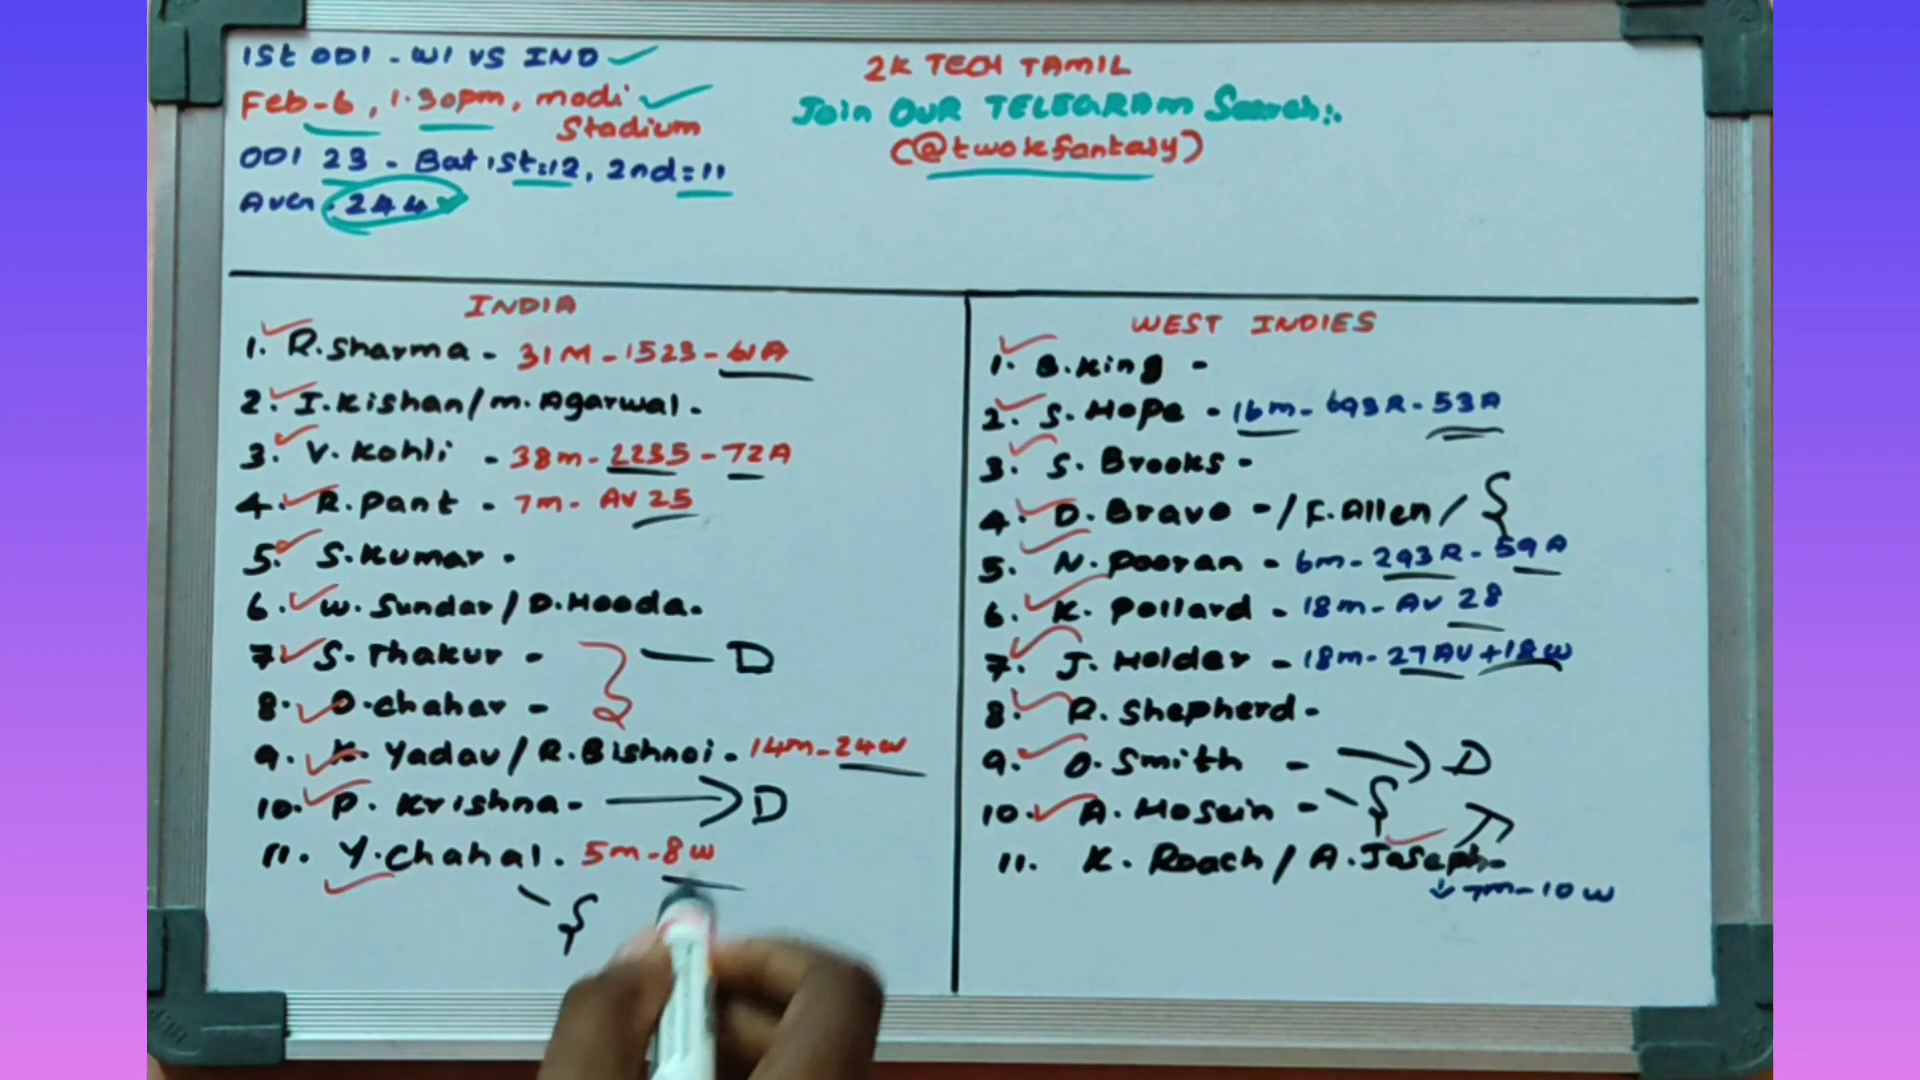 1St ODI - WI VS IND
Feb-6, 1.30pm, modi
Stadium
ODI 23 - Bat 1st=12, 2nd=11
Aver. 244
2K TECH TAMIL
Join OUR TELEGRAM Search:.
(@twokfantasy)
INDIA
1. R.Sharma - 31M-1523-61A
2. I.Kishan/M.Agarwal.
3. V.Kohli - 38m-2235-72A
4. R.Pant - 7m- AV 25
5. S.Kumar.
6. W.Sundar/D.Hooda.
7. S.Thakur -
— D
8. D.Chahar -
9. K. Yadav/R.Bishnoi. 14m-24w
10. P. Krishna - D
11. Y.Chahal. 5m-8w
WEST INDIES
1. B.King -
2. S. Hope - 16m-693R-53A
3. S. Brooks -
4. D. Bravo -/F.Allen/
5. N. Pooran - 6m-293R-59A
6. K. Pollard - 18m-AV 28
7. J. Holder - 18m-27AV+18w
8. R. Shepherd -
9. O. Smith - D
10. A. Hosein -
11. K. Roach/A.Joseph-
7m-10w